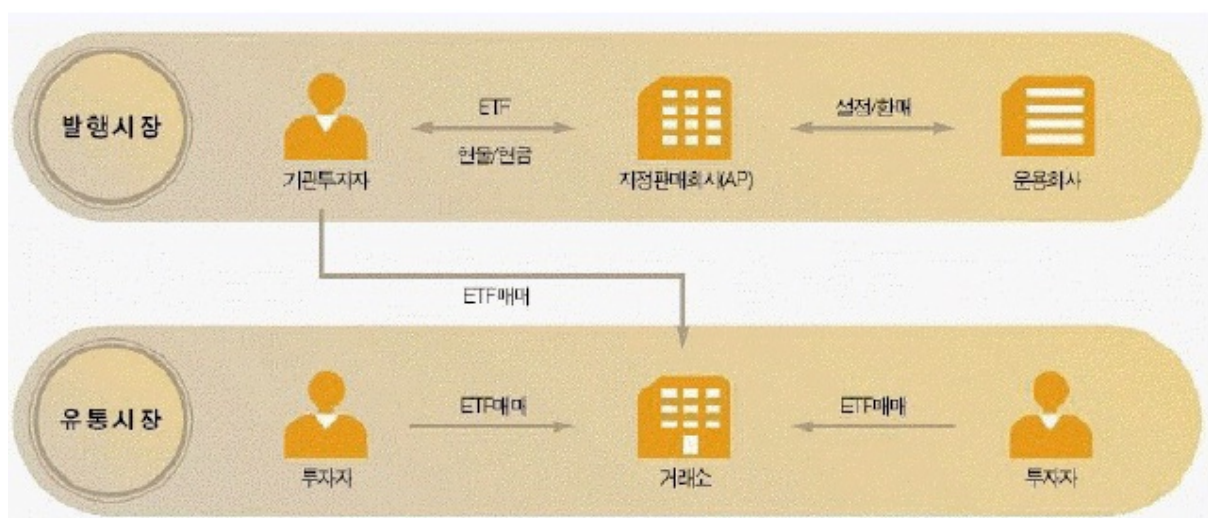 발행시장
ETF
현물/현금
설정/환매
기관투자자
지정판매회사(AP)
운용회사
ETF매매
유통시장
ETF매매
ETF매매
투자자
거래소
투자자